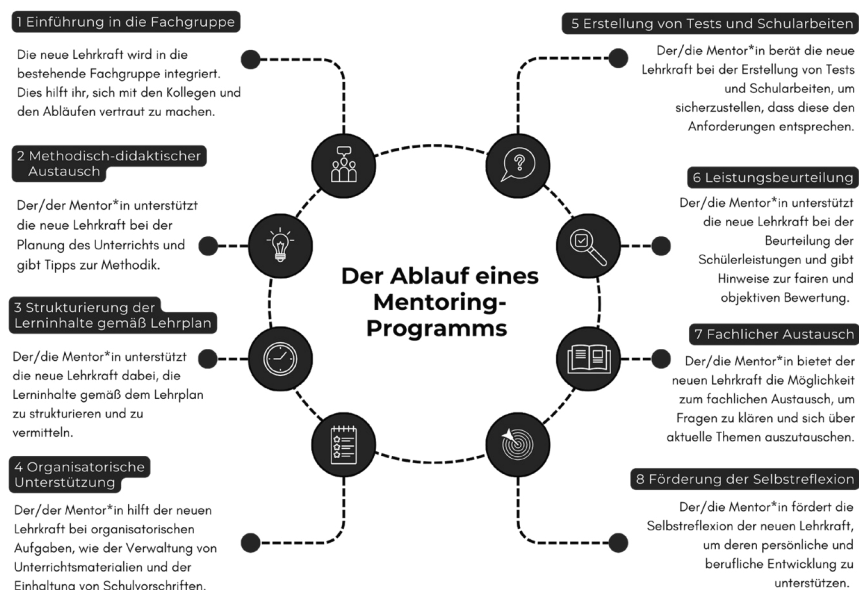 1 Einführung in die Fachgruppe
Die neue Lehrkraft wird in die
bestehende Fachgruppe integriert.
Dies hilft ihr, sich mit den Kollegen und
den Abläufen vertraut zu machen.
2 Methodisch-didaktischer
Austausch
Der/der Mentor*in unterstützt
die neue Lehrkraft bei der
Planung des Unterrichts und
gibt Tipps zur Methodik.
3 Strukturierung der
Lerninhalte gemäß Lehrplan
Der/die Mentor*in unterstützt
die neue Lehrkraft dabei, die
Lerninhalte gemäß dem Lehrplan
zu strukturieren und zu
vermitteln.
4 Organisatorische
Unterstützung
Der/der Mentor*in hilft der neuen
Lehrkraft bei organisatorischen
Aufgaben, wie der Verwaltung von
Unterrichtsmaterialien und der
Einhaltung von Schulvorschriften.
Der Ablauf eines
Mentoring-
Programms
?
5 Erstellung von Tests und Schularbeiten
Der/die Mentor*in berät die neue
Lehrkraft bei der Erstellung von Tests
und Schularbeiten, um
sicherzustellen, dass diese den
Anforderungen entsprechen.
6 Leistungsbeurteilung
Der/die Mentor*in unterstützt
die neue Lehrkraft bei der
Beurteilung der
Schülerleistungen und gibt
Hinweise zur fairen und
objektiven Bewertung.
7 Fachlicher Austausch
Der/die Mentor*in bietet der
neuen Lehrkraft die Möglichkeit
zum fachlichen Austausch, um
Fragen zu klären und sich über
aktuelle Themen auszutauschen.
8 Förderung der Selbstreflexion
Der/die Mentor*in fördert die
Selbstreflexion der neuen Lehrkraft,
um deren persönliche und
berufliche Entwicklung zu
unterstützen.